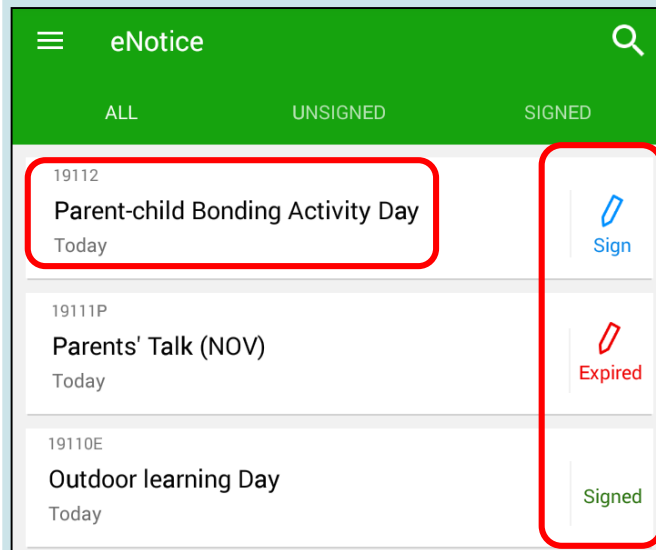 eNotice
ALL UNSIGNED SIGNED
19112
Parent-child Bonding Activity Day
Today
Sign
19111P
Parents' Talk (NOV)
Today
Expired
19110E
Outdoor learning Day
Today
Signed